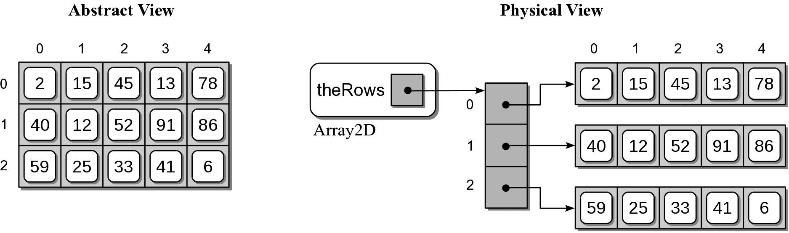 Abstract View
0 1 2 3 4
0 2 15 45 13 78
1 40 12 52 91 86
2 59 25 33 41 6
Physical View
theRows
Array2D
0
1
2
0 1 2 3 4
2 15 45 13 78
40 12 52 91 86
59 25 33 41 6